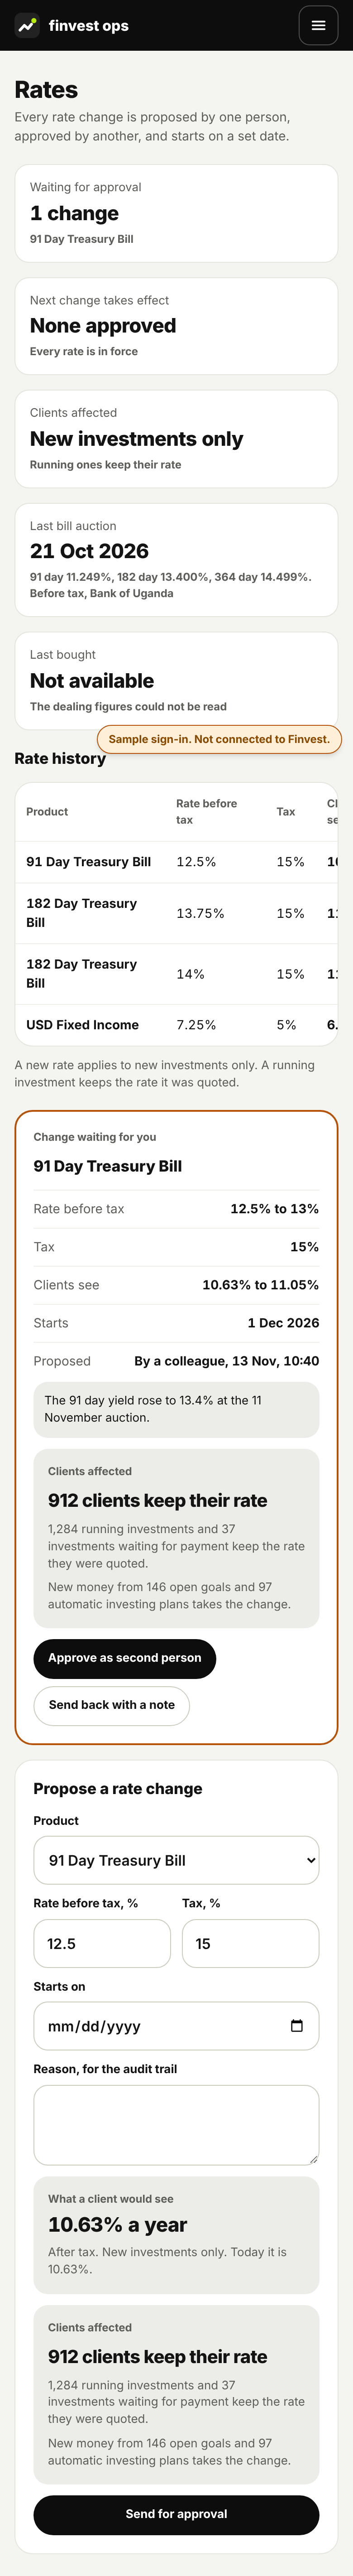 finvest ops
Rates
Every rate change is proposed by one person,
approved by another, and starts on a set date.
Waiting for approval
1 change
91 Day Treasury Bill
Next change takes effect
None approved
Every rate is in force
Clients affected
New investments only
Running ones keep their rate
Last bill auction
21 Oct 2026
91 day 11.249%, 182 day 13.400%, 364 day 14.499%.
Before tax, Bank of Uganda
Last bought
Not available
The dealing figures could not be read
Sample sign-in. Not connected to Finvest.
Rate history
Product
Rate before
tax
Tax
91 Day Treasury Bill 12.5% 15%
182 Day Treasury
Bill
13.75% 15%
182 Day Treasury
Bill
14% 15%
USD Fixed Income 7.25% 5%
A new rate applies to new investments only. A running
investment keeps the rate it was quoted.
Change waiting for you
91 Day Treasury Bill
Rate before tax 12.5% to 13%
Tax 15%
Clients see 10.63% to 11.05%
Starts 1 Dec 2026
Proposed By a colleague, 13 Nov, 10:40
The 91 day yield rose to 13.4% at the 11
November auction.
Clients affected
912 clients keep their rate
1,284 running investments and 37
investments waiting for payment keep the rate
they were quoted.
New money from 146 open goals and 97
automatic investing plans takes the change.
Approve as second person
Send back with a note
Propose a rate change
Product
91 Day Treasury Bill
Rate before tax, % Tax, %
12.5 15
Starts on
mm/dd/yyyy
Reason, for the audit trail
What a client would see
10.63% a year
After tax. New investments only. Today it is
10.63%.
Clients affected
912 clients keep their rate
1,284 running investments and 37
investments waiting for payment keep the rate
they were quoted.
New money from 146 open goals and 97
automatic investing plans takes the change.
Send for approval